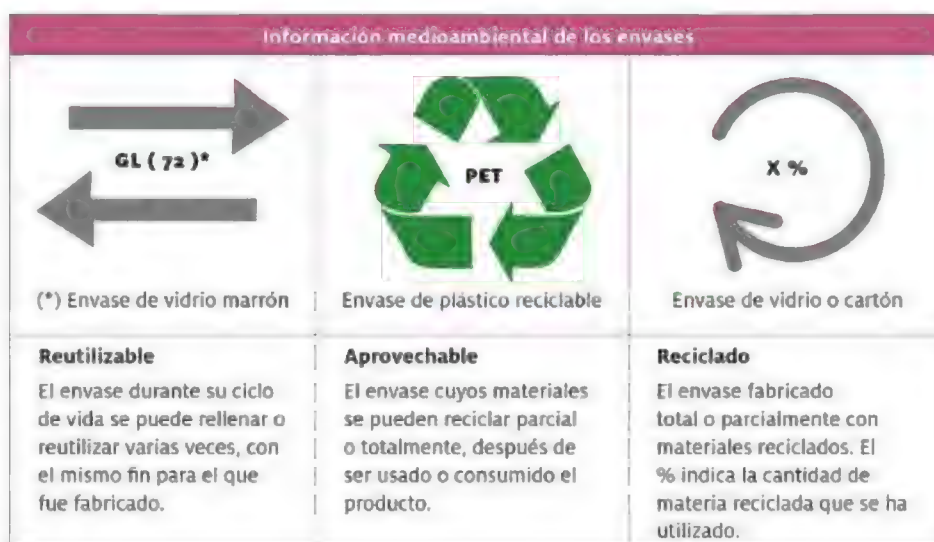 Información medioambiental de los envases
GL ( 72 )*
PET
X %
(*) Envase de vidrio marrón
Envase de plástico reciclable
Envase de vidrio o cartón
Reutilizable
El envase durante su ciclo
de vida se puede rellenar o
reutilizar varias veces, con
el mismo fin para el que
fue fabricado.
Aprovechable
El envase cuyos materiales
se pueden reciclar parcial
o totalmente, después de
ser usado o consumido el
producto.
Reciclado
El envase fabricado
total o parcialmente con
materiales reciclados. El
% indica la cantidad de
materia reciclada que se ha
utilizado.